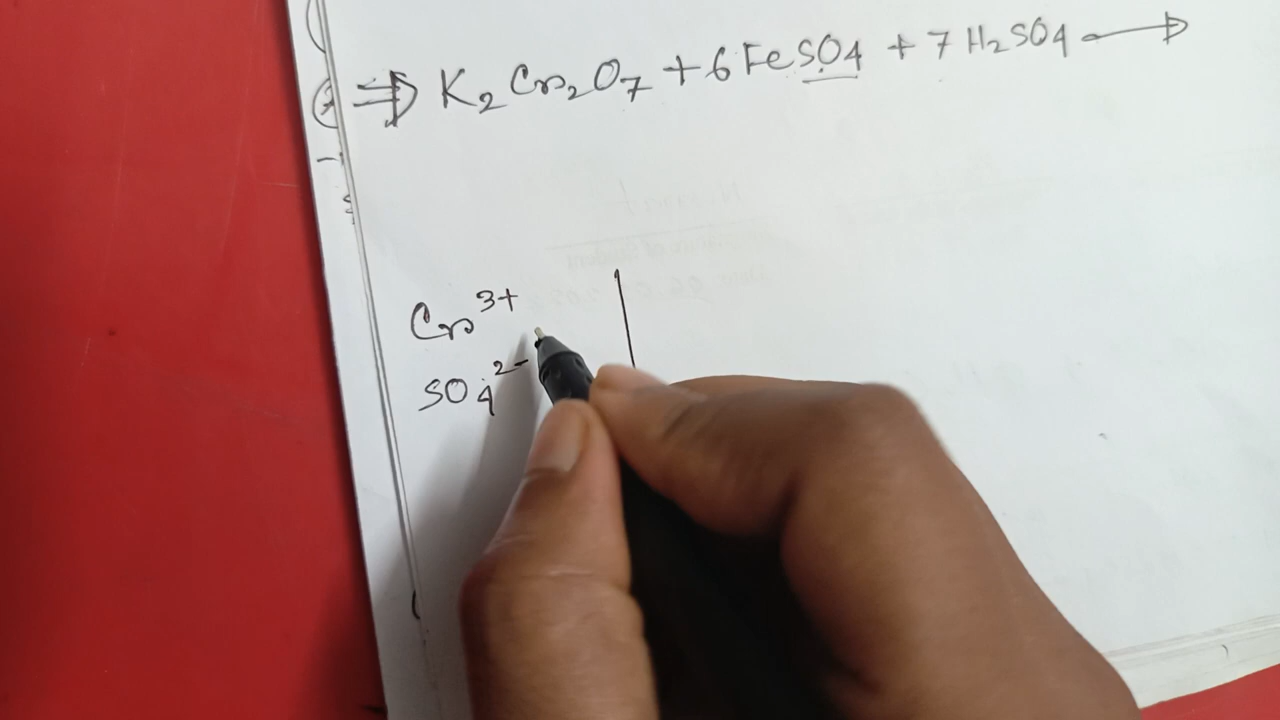 ⇒ K₂Cr₂O₇ + 6FeSO₄ + 7H₂SO₄ →
Cr³⁺
SO₄²⁻